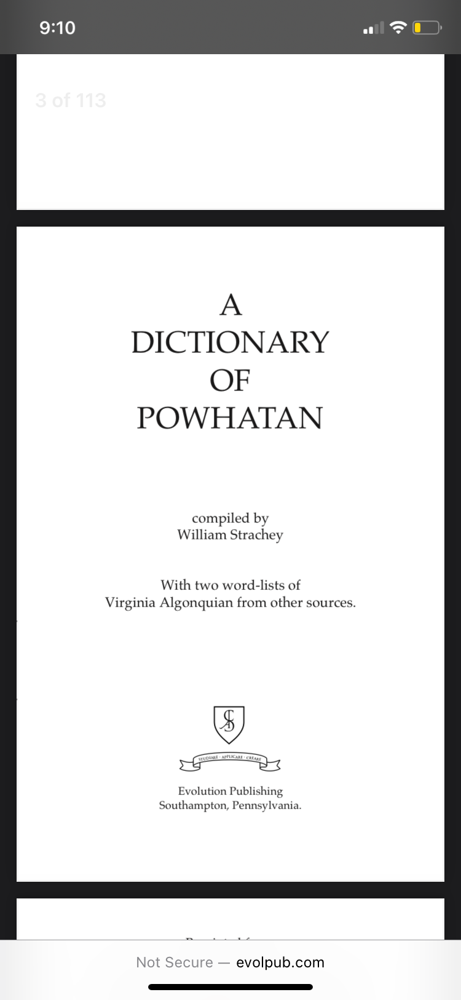 9:10
3 of 113
A
DICTIONARY
OF
POWHATAN
compiled by
William Strachey
With two word-lists of
Virginia Algonquian from other sources.
STUDIARE · APPLICARE · CREARE
Evolution Publishing
Southampton, Pennsylvania.
Not Secure — evolpub.com